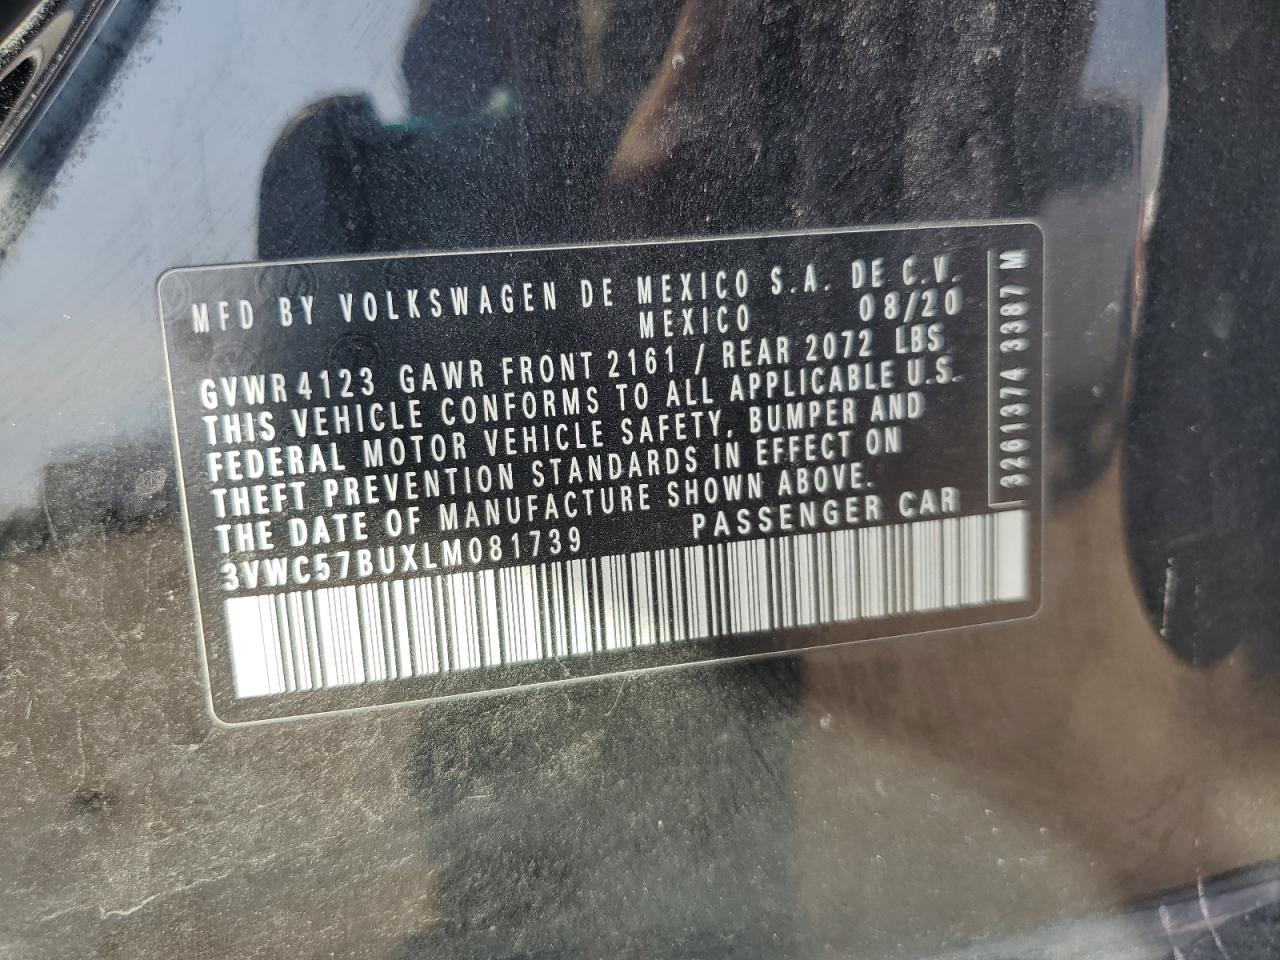 MFD BY VOLKSWAGEN DE MEXICO S.A. DE C.V.
MEXICO 08/20
GVWR 4123 GAWR FRONT 2161 / REAR 2072 LBS
THIS VEHICLE CONFORMS TO ALL APPLICABLE U.S.
FEDERAL MOTOR VEHICLE SAFETY, BUMPER AND
THEFT PREVENTION STANDARDS IN EFFECT ON
THE DATE OF MANUFACTURE SHOWN ABOVE.
3VWC57BUXLM081739 PASSENGER CAR
3261374 3387 M